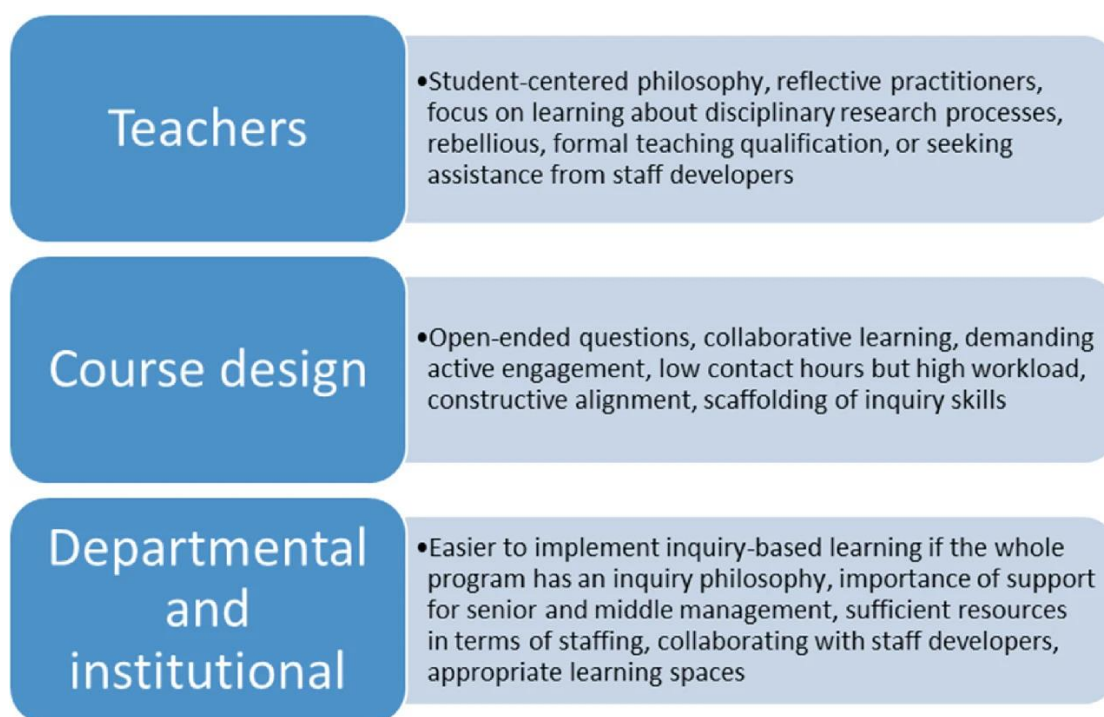 Teachers
•Student-centered philosophy, reflective practitioners,
focus on learning about disciplinary research processes,
rebellious, formal teaching qualification, or seeking
assistance from staff developers
Course design
•Open-ended questions, collaborative learning, demanding
active engagement, low contact hours but high workload,
constructive alignment, scaffolding of inquiry skills
Departmental
and
institutional
•Easier to implement inquiry-based learning if the whole
program has an inquiry philosophy, importance of support
for senior and middle management, sufficient resources
in terms of staffing, collaborating with staff developers,
appropriate learning spaces